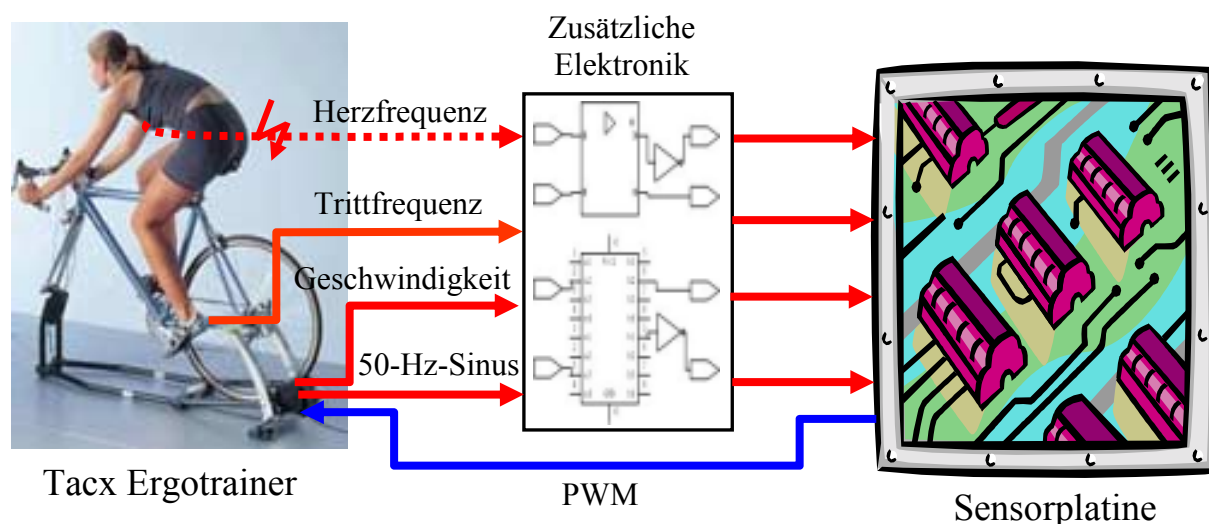 Zusätzliche
Elektronik
Herzfrequenz
Trittfrequenz
Geschwindigkeit
50-Hz-Sinus
Tacx Ergotrainer
PWM
Sensorplatine